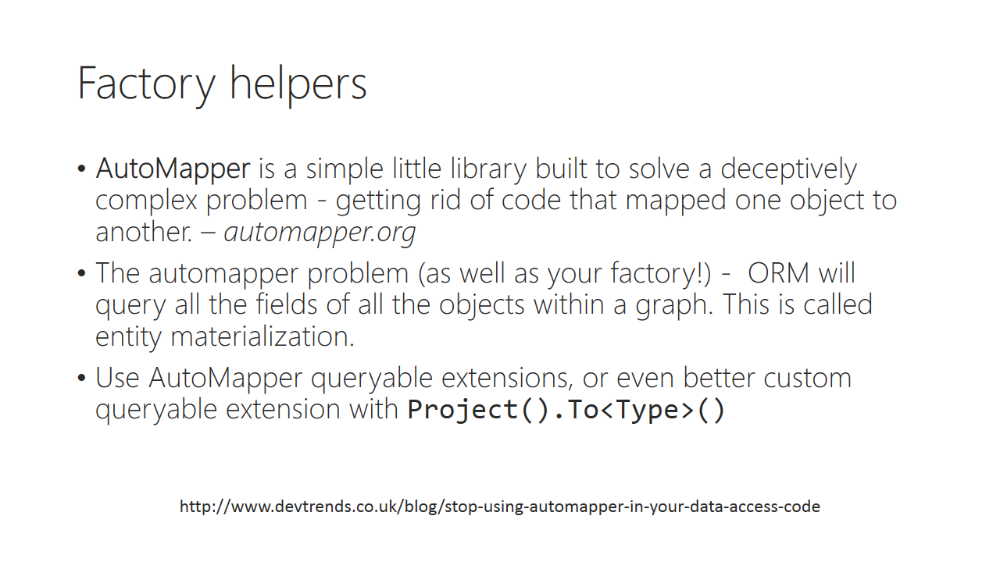 Factory helpers
• AutoMapper is a simple little library built to solve a deceptively
complex problem - getting rid of code that mapped one object to
another. – automapper.org
• The automapper problem (as well as your factory!) -  ORM will
query all the fields of all the objects within a graph. This is called
entity materialization.
• Use AutoMapper queryable extensions, or even better custom
queryable extension with Project().To<Type>()
http://www.devtrends.co.uk/blog/stop-using-automapper-in-your-data-access-code